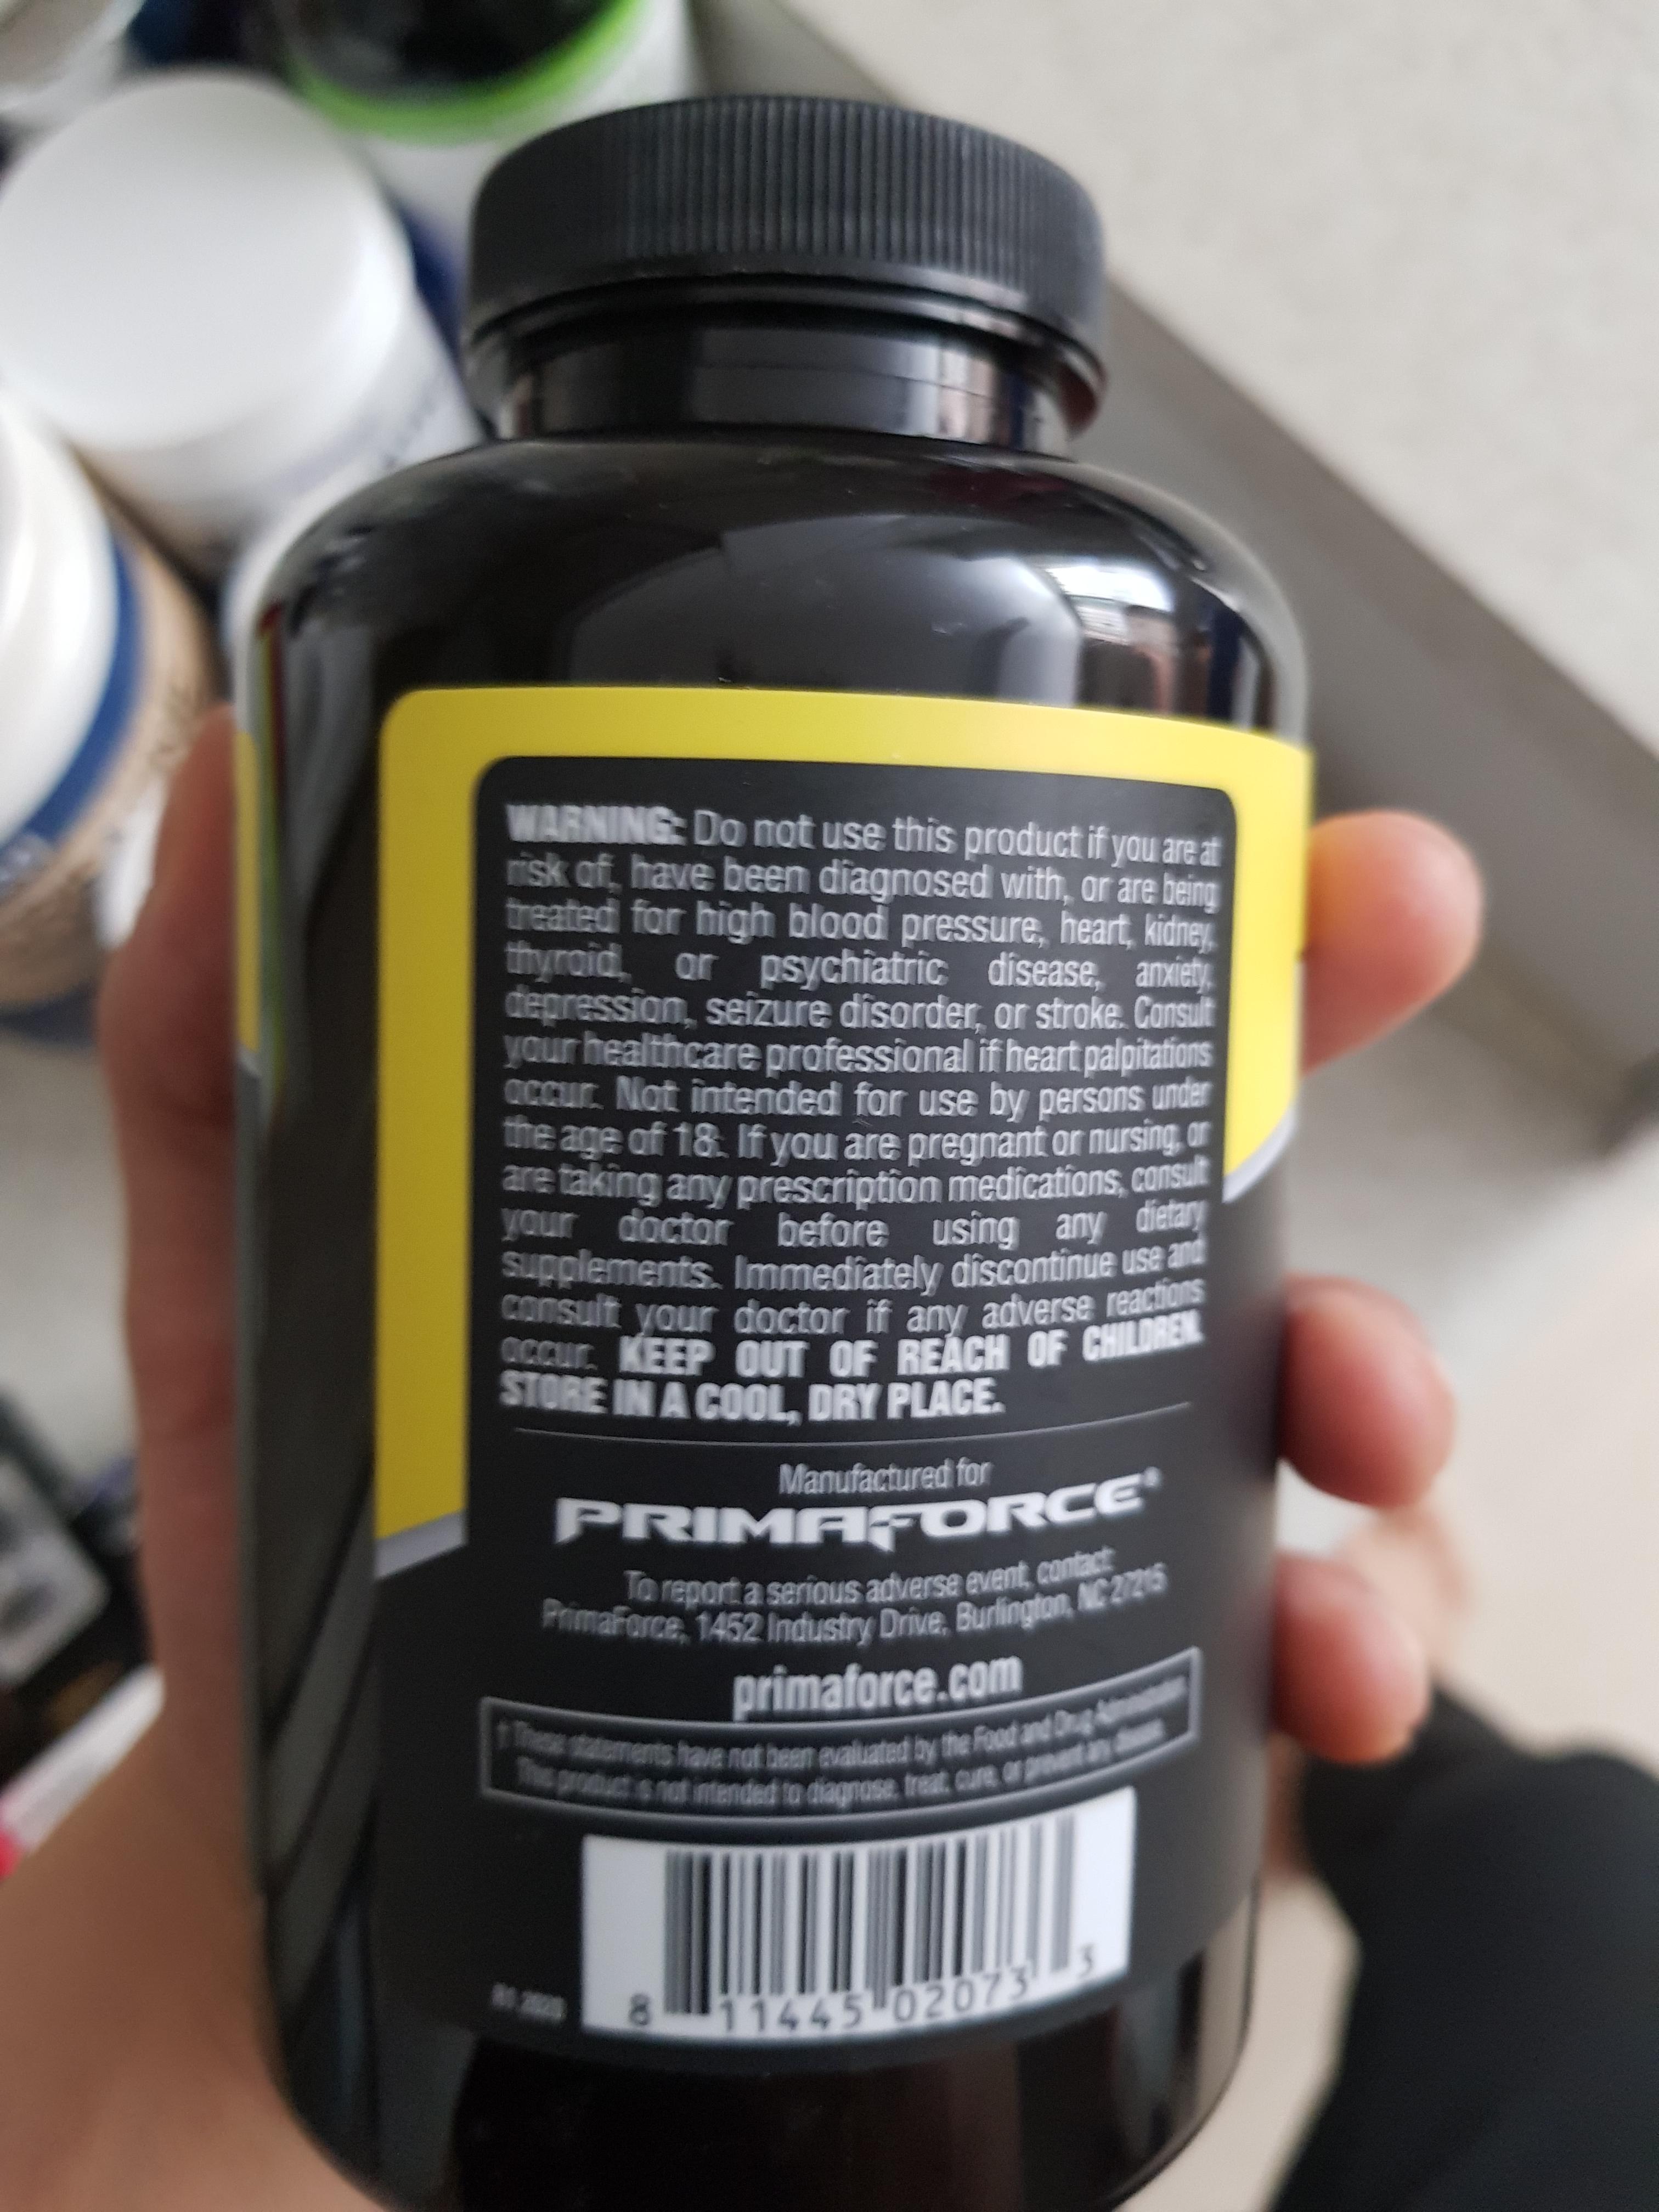 WARNING: Do not use this product if you are at
risk of, have been diagnosed with, or are being
treated for high blood pressure, heart, kidney,
thyroid, or psychiatric disease, anxiety,
depression, seizure disorder, or stroke. Consult
your healthcare professional if heart palpitations
occur. Not intended for use by persons under
the age of 18. If you are pregnant or nursing, or
are taking any prescription medications, consult
your doctor before using any dietary
supplements. Immediately discontinue use and
consult your doctor if any adverse reactions
occur. KEEP OUT OF REACH OF CHILDREN.
STORE IN A COOL, DRY PLACE.
Manufactured for
PRIMAFORCE®
To report a serious adverse event, contact:
PrimaForce, 1452 Industry Drive, Burlington, NC 27215
primaforce.com
† These statements have not been evaluated by the Food and Drug Administration.
This product is not intended to diagnose, treat, cure, or prevent any disease.
8 11445 02073 3